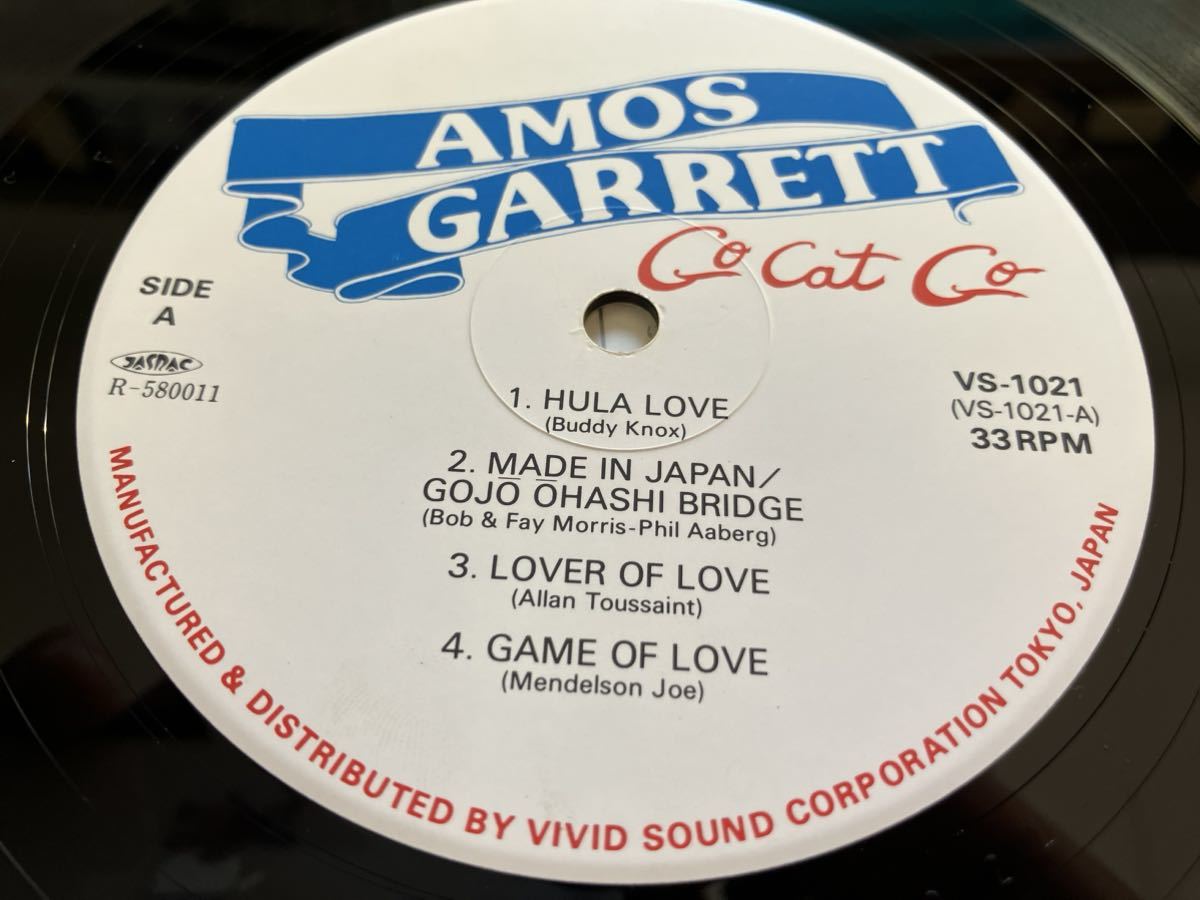 AMOS
GARRETT
Go Cat Go
SIDE
A
JASRAC
R-580011
VS-1021
(VS-1021-A)
33RPM
1. HULA LOVE
(Buddy Knox)
2. MADE IN JAPAN/
GOJŌ ŌHASHI BRIDGE
(Bob & Fay Morris-Phil Aaberg)
3. LOVER OF LOVE
(Allan Toussaint)
4. GAME OF LOVE
(Mendelson Joe)
MANUFACTURED & DISTRIBUTED BY VIVID SOUND CORPORATION TOKYO, JAPAN